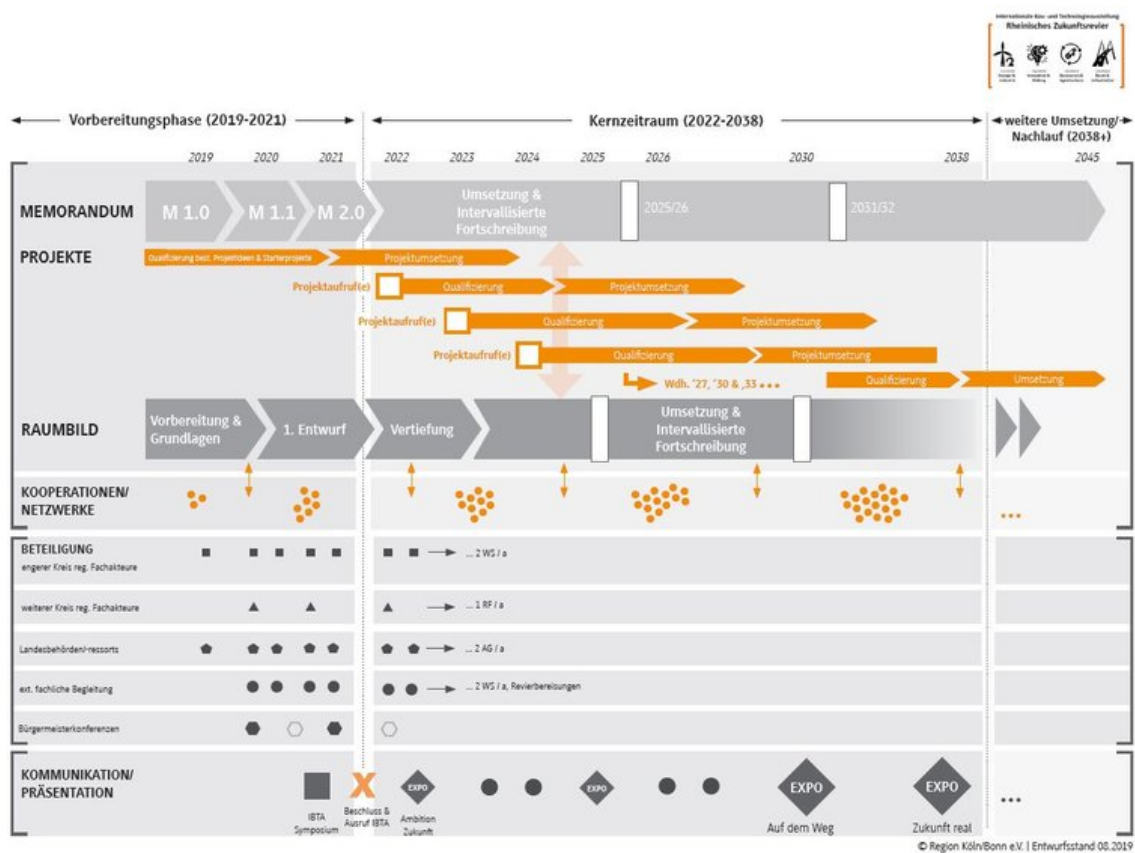 Internationale Bau- und Technologieausstellung
Rheinisches Zukunftsrevier
Vorbereitungsphase (2019-2021)
Kernzeitraum (2022-2038)
weitere Umsetzung/
Nachlauf (2038+)
2019 2020 2021 2022 2023 2024 2025 2026 2030 2038 2045
MEMORANDUM
M 1.0
M 1.1
M 2.0
Umsetzung &
Intervallisierte
Fortschreibung
2025/26
2031/32
PROJEKTE
Qualifizierung best. Projektideen & Starterprojekte
Projektumsetzung
Projektaufruf(e)
Qualifizierung
Projektumsetzung
Projektaufruf(e)
Qualifizierung
Projektumsetzung
Projektaufruf(e)
Qualifizierung
Projektumsetzung
Wdh. '27, '30 & ,33 ...
Qualifizierung
Umsetzung
RAUMBILD
Vorbereitung &
Grundlagen
1. Entwurf
Vertiefung
Umsetzung &
Intervallisierte
Fortschreibung
KOOPERATIONEN/
NETZWERKE
...
BETEILIGUNG
engerer Kreis reg. Fachakteure
... 2 WS / a
weiterer Kreis reg. Fachakteure
... 1 RF / a
Landesbehörden/-ressorts
... 2 AG / a
ext. fachliche Begleitung
... 2 WS / a, Revierbereisungen
Bürgermeisterkonferenzen
KOMMUNIKATION/
PRÄSENTATION
IBTA
Symposium
X
Beschluss &
Ausruf IBTA
EXPO
Ambition
Zukunft
EXPO
EXPO
Auf dem Weg
EXPO
Zukunft real
...
© Region Köln/Bonn e.V. | Entwurfsstand 08.2019